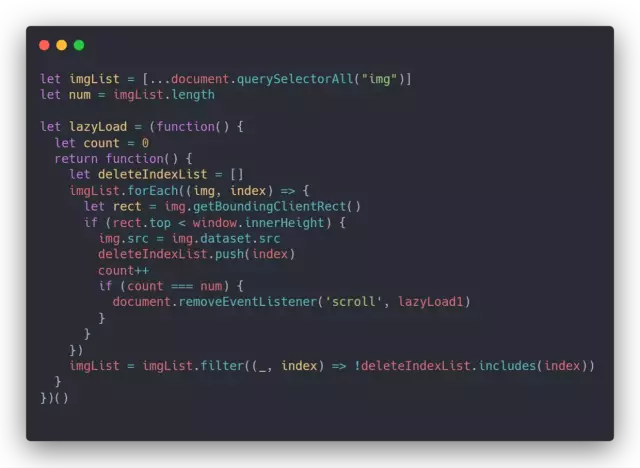 let imgList = [...document.querySelectorAll("img")]
let num = imgList.length
let lazyLoad = (function() {
let count = 0
return function() {
let deleteIndexList = []
imgList.forEach((img, index) => {
let rect = img.getBoundingClientRect()
if (rect.top < window.innerHeight) {
img.src = img.dataset.src
deleteIndexList.push(index)
count++
if (count === num) {
document.removeEventListener('scroll', lazyLoad1)
}
}
})
imgList = imgList.filter((_, index) => !deleteIndexList.includes(index))
}
})()